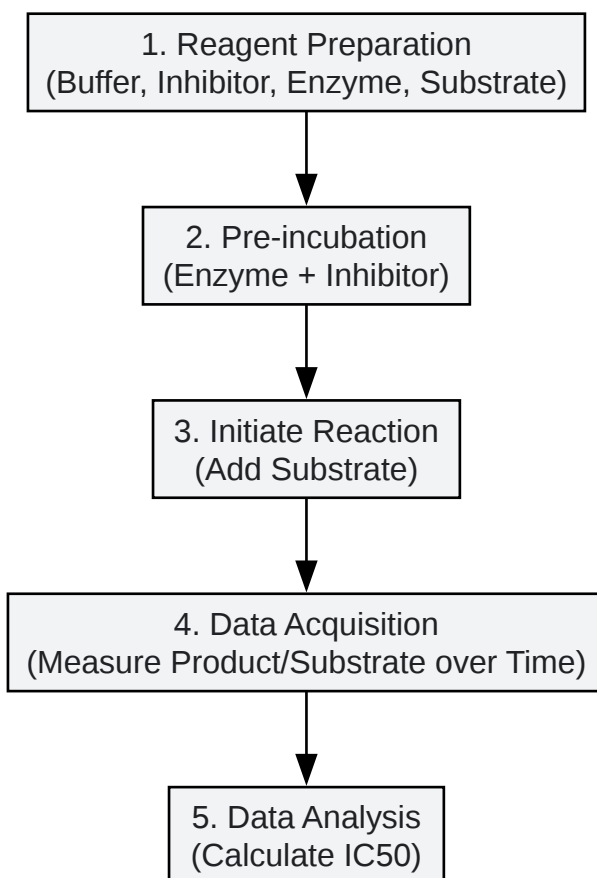 1. Reagent Preparation
(Buffer, Inhibitor, Enzyme, Substrate)
2. Pre-incubation
(Enzyme + Inhibitor)
3. Initiate Reaction
(Add Substrate)
4. Data Acquisition
(Measure Product/Substrate over Time)
5. Data Analysis
(Calculate IC50)